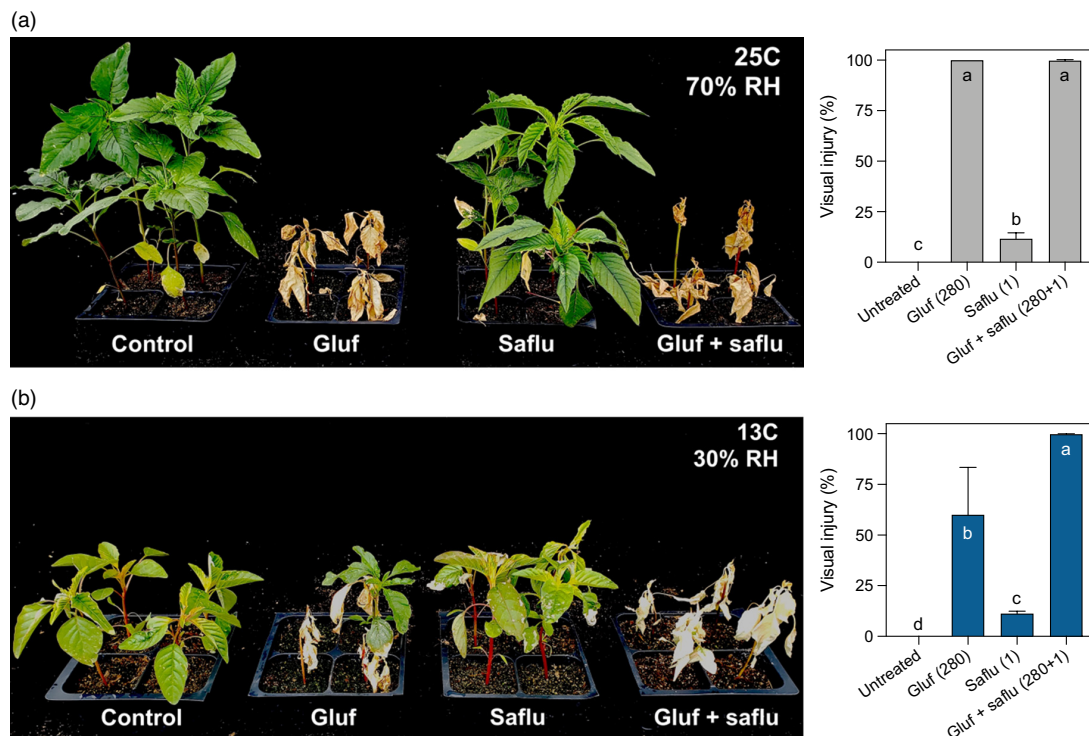 (a)
25C
70% RH
Control
Gluf
Saflu
Gluf + saflu
Visual injury (%)
100
75
50
25
0
c
a
b
a
Untreated
Gluf (280)
Saflu (1)
Gluf + saflu (280+1)
(b)
13C
30% RH
Control
Gluf
Saflu
Gluf + saflu
Visual injury (%)
100
75
50
25
0
d
b
c
a
Untreated
Gluf (280)
Saflu (1)
Gluf + saflu (280+1)